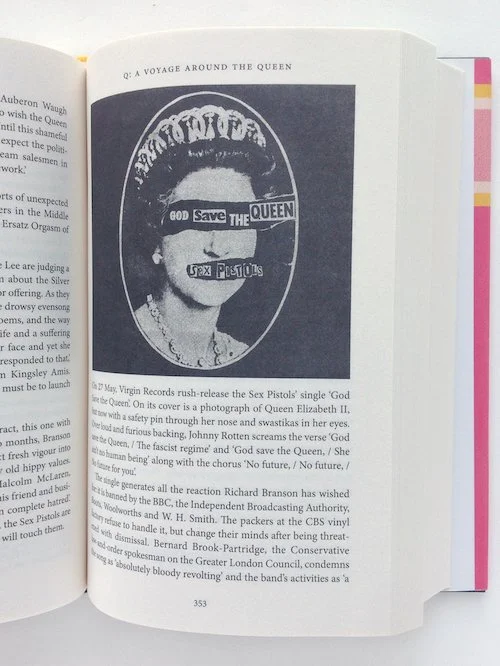 Auberon Waugh
o wish the Queen
ntil this shameful
expect the politi-
eam salesmen in
work.'
rts of unexpected
ers in the Middle
Ersatz Orgasm of
Lee are judging a
m about the Silver
or offering. As they
e drowsy evensong
oems, and the way
ife and a suffering
r face and yet she
responded to that.'
m Kingsley Amis.
must be to launch
ract, this one with
o months, Branson
ct fresh vigour into
y old hippy values.
Malcolm McLaren,
his friend and busi-
n complete hatred'
, the Sex Pistols are
will touch them.
Q: A VOYAGE AROUND THE QUEEN
GOD Save THE QUEEN
SEX PISTOLS
On 27 May, Virgin Records rush-release the Sex Pistols' single 'God
Save the Queen'. On its cover is a photograph of Queen Elizabeth II,
but now with a safety pin through her nose and swastikas in her eyes.
Over loud and furious backing, Johnny Rotten screams the verse 'God
save the Queen, / The fascist regime' and 'God save the Queen, / She
ain't no human being' along with the chorus 'No future, / No future, /
No future for you'.
The single generates all the reaction Richard Branson has wished
for: it is banned by the BBC, the Independent Broadcasting Authority,
Boots, Woolworths and W. H. Smith. The packers at the CBS vinyl
factory refuse to handle it, but change their minds after being threat-
ened with dismissal. Bernard Brook-Partridge, the Conservative
law-and-order spokesman on the Greater London Council, condemns
the song as 'absolutely bloody revolting' and the band's activities as 'a
353